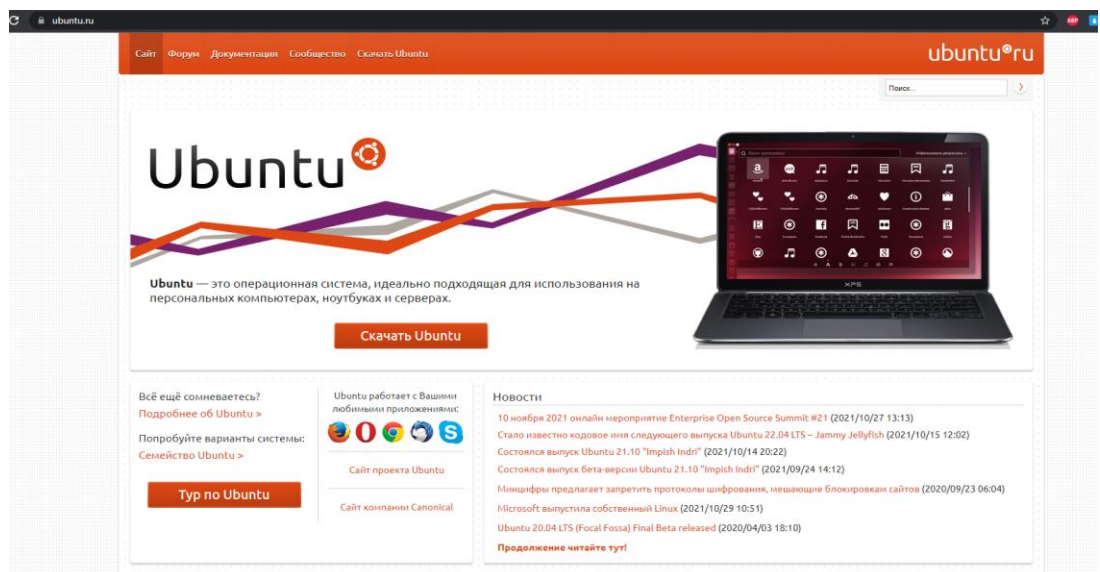 ubuntu.ru
ABP
Сайт Форум Документация Сообщество Скачать Ubuntu
ubuntu ru
Поиск...
Ubuntu
Ubuntu — это операционная система, идеально подходящая для использования на
персональных компьютерах, ноутбуках и серверах.
Скачать Ubuntu
XPS
Всё ещё сомневаетесь?
Подробнее об Ubuntu >
Попробуйте варианты системы:
Семейство Ubuntu >
Тур по Ubuntu
Ubuntu работает с Вашими
любимыми приложениями:
Сайт проекта Ubuntu
Сайт компании Canonical
Новости
10 ноября 2021 онлайн мероприятие Enterprise Open Source Summit #21 (2021/10/27 13:13)
Стало известно кодовое имя следующего выпуска Ubuntu 22.04 LTS – Jammy Jellyfish (2021/10/15 12:02)
Состоялся выпуск Ubuntu 21.10 "Impish Indri" (2021/10/14 20:22)
Состоялся выпуск бета-версии Ubuntu 21.10 "Impish Indri" (2021/09/24 14:12)
Минцифры предлагает запретить протоколы шифрования, мешающие блокировкам сайтов (2020/09/23 06:04)
Microsoft выпустила собственный Linux (2021/10/29 10:51)
Ubuntu 20.04 LTS (Focal Fossa) Final Beta released (2020/04/03 18:10)
Продолжение читайте тут!